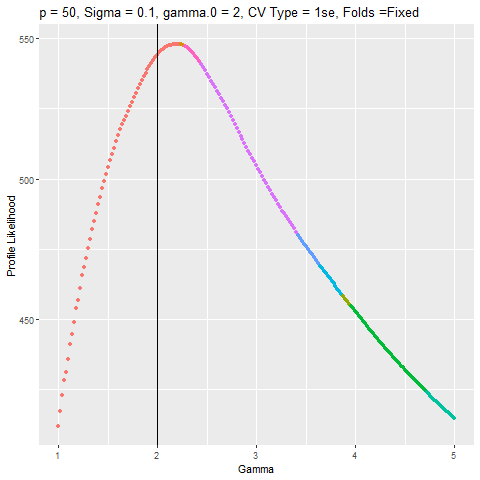 p = 50, Sigma = 0.1, gamma.0 = 2, CV Type = 1se, Folds =Fixed
Profile Likelihood
550
500
450
1 2 3 4 5
Gamma